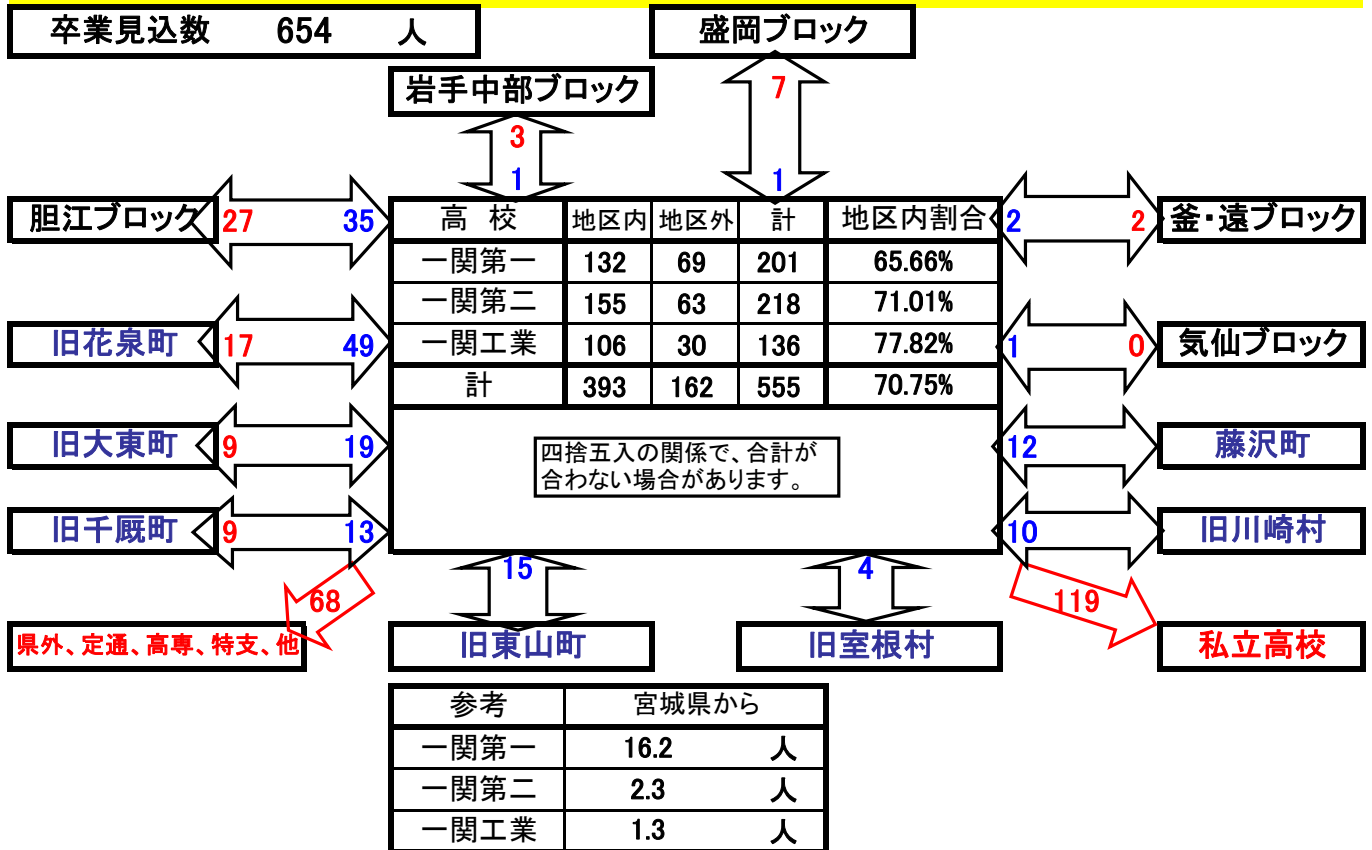 卒業見込数 654 人
盛岡ブロック
岩手中部ブロック
7
3
1
1
胆江ブロック 27 35
高 校 地区内 地区外 計 地区内割合
2 2 釜・遠ブロック
一関第一 132 69 201 65.66%
一関第二 155 63 218 71.01%
旧花泉町 17 49
一関工業 106 30 136 77.82%
1 0 気仙ブロック
計 393 162 555 70.75%
旧大東町 9 19
四捨五入の関係で、合計が
合わない場合があります。
12 藤沢町
旧千厩町 9 13
10 旧川崎村
15
4
68
119
県外、定通、高専、特支、他
旧東山町
旧室根村
私立高校
参考 宮城県から
一関第一 16.2 人
一関第二 2.3 人
一関工業 1.3 人